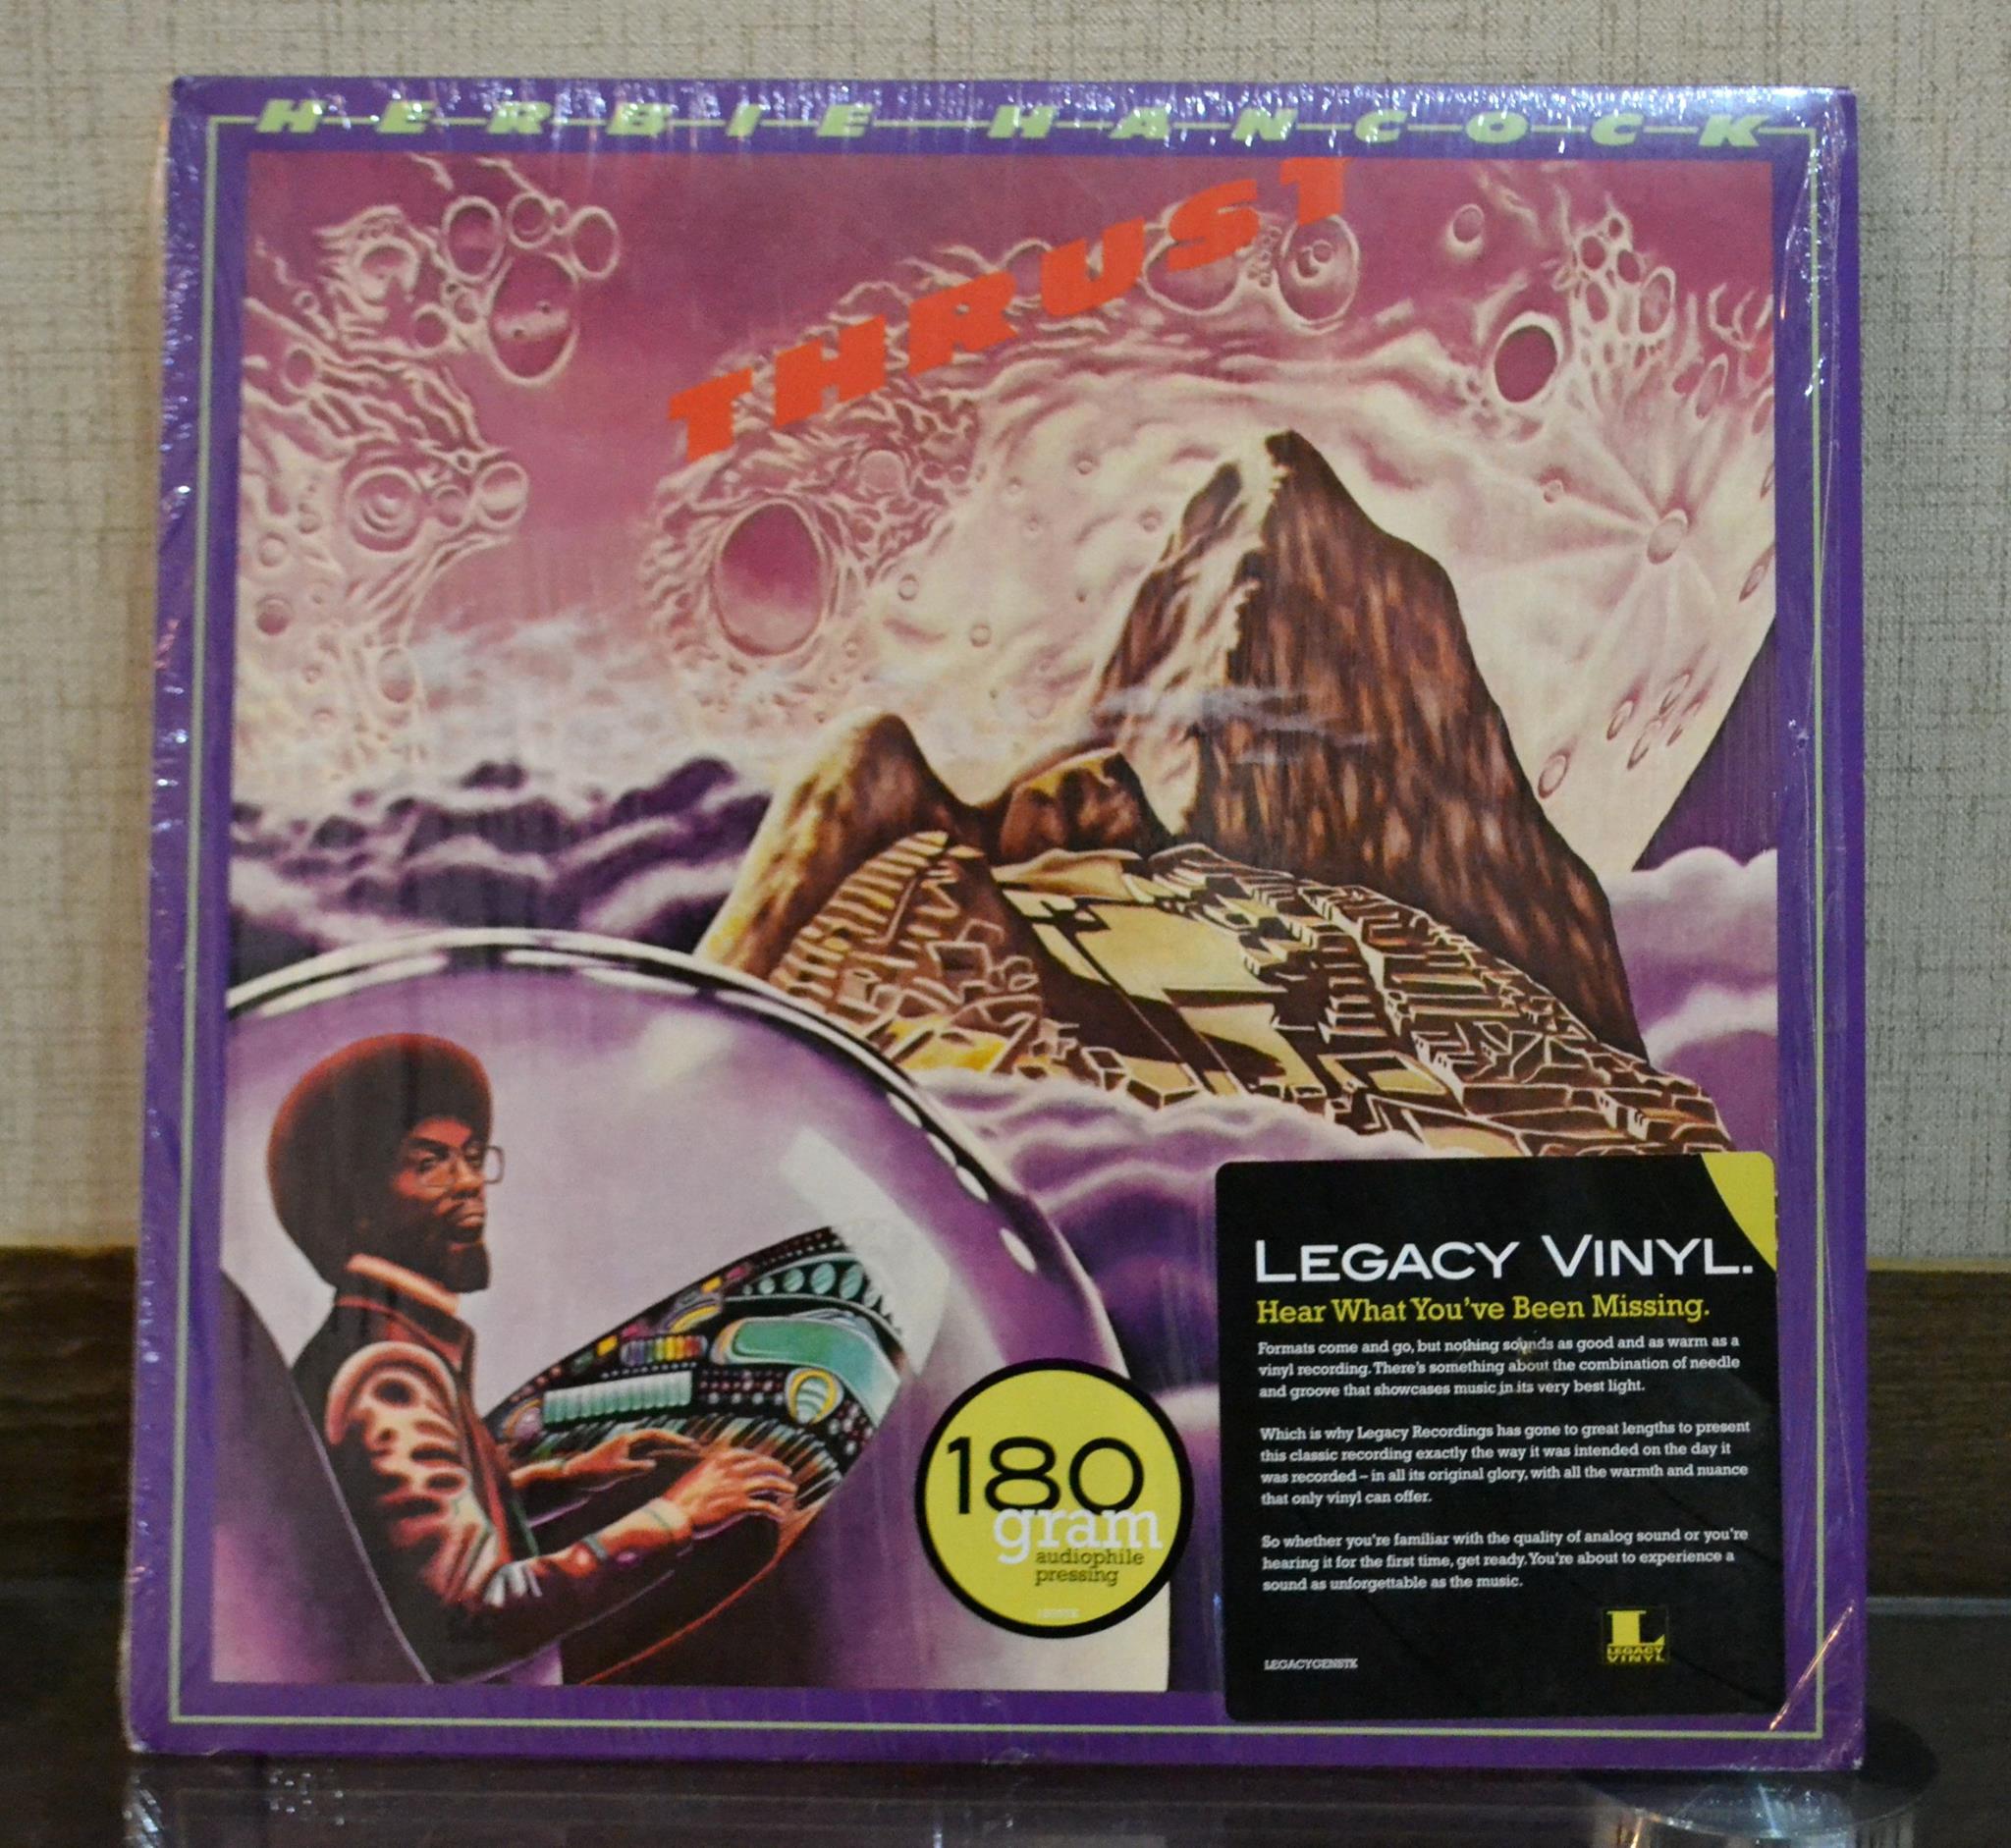 HERBIE HANCOCK
THRUST
LEGACY VINYL.
Hear What You've Been Missing.
Formats come and go, but nothing sounds as good and as warm as a
vinyl recording. There's something about the combination of needle
and groove that showcases music in its very best light.
Which is why Legacy Recordings has gone to great lengths to present
this classic recording exactly the way it was intended on the day it
was recorded – in all its original glory, with all the warmth and nuance
that only vinyl can offer.
So whether you're familiar with the quality of analog sound or you're
hearing it for the first time, get ready. You're about to experience a
sound as unforgettable as the music.
LEGACYGENSTK
L
LEGACY
VINYL
180
gram
audiophile
pressing